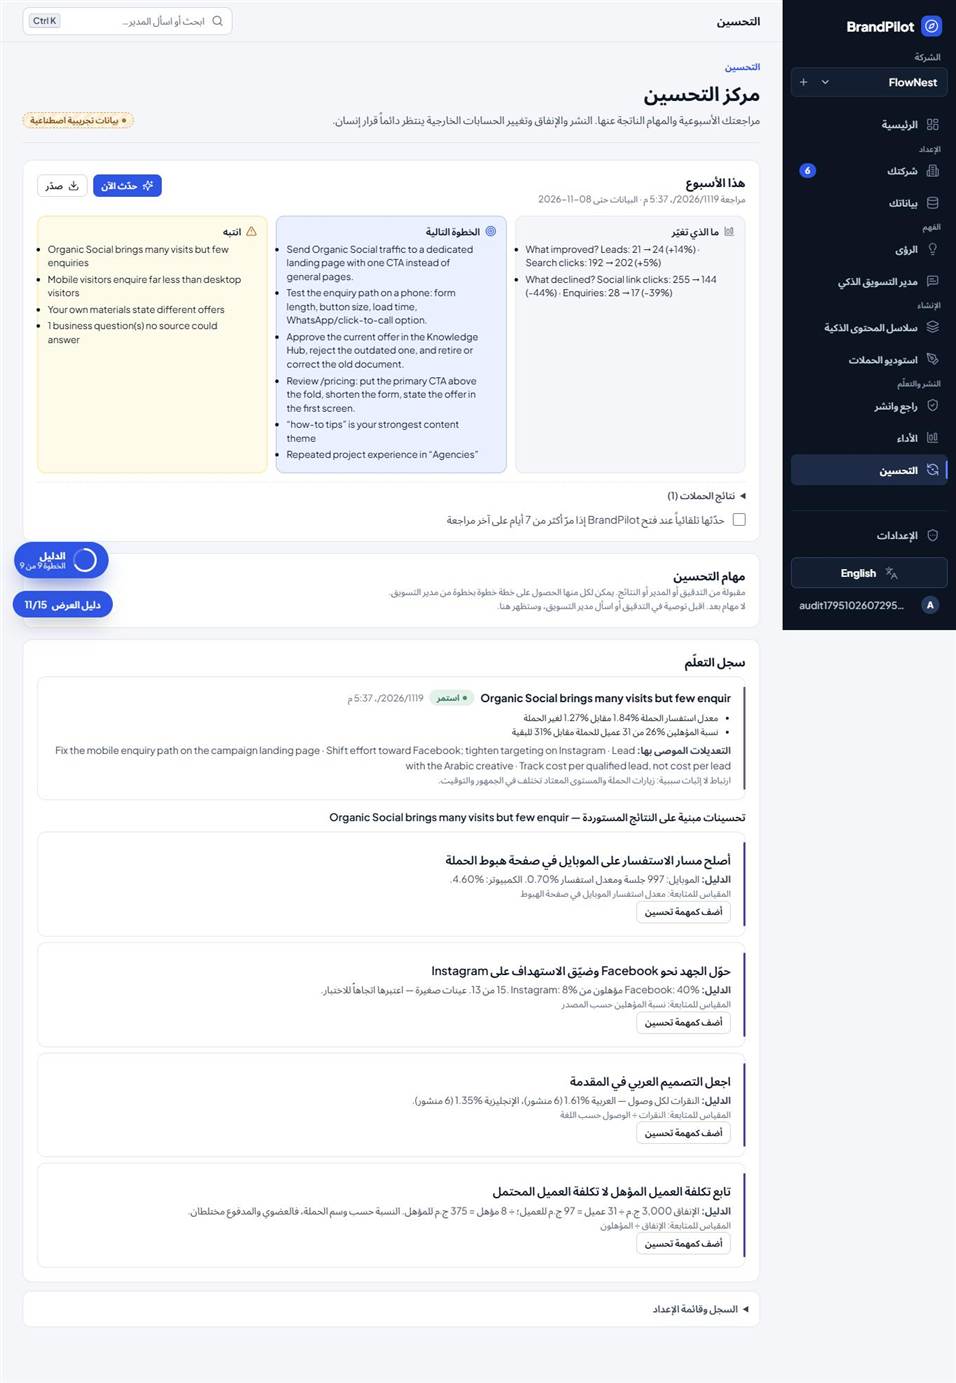 BrandPilot
الشركة
FlowNest
الرئيسية
الإعداد
شركتك
6
بياناتك
الفهم
الرؤى
مدير التسويق الذكي
الإنشاء
سلاسل المحتوى الذكية
استوديو الحملات
النشر والتعلّم
راجع وانشر
الأداء
التحسين
الإعدادات
English
audit1795102607295...
A
التحسين
ابحث أو اسأل المدير...
Ctrl K
التحسين
مركز التحسين
مراجعتك الأسبوعية والمهام الناتجة عنها. النشر والإنفاق وتغيير الحسابات الخارجية ينتظر دائماً قرار إنسان.
بيانات تجريبية اصطناعية
هذا الأسبوع
مراجعة 1119/2026/، 5:37 م · البيانات حتى 08-11-2026
حدّث الآن
صدّر
ما الذي تغيّر
What improved? Leads: 21 → 24 (+14%) ·
Search clicks: 192 → 202 (+5%)
What declined? Social link clicks: 255 → 144
(-44%) · Enquiries: 28 → 17 (-39%)
الخطوة التالية
Send Organic Social traffic to a dedicated
landing page with one CTA instead of
general pages.
Test the enquiry path on a phone: form
length, button size, load time,
WhatsApp/click-to-call option.
Approve the current offer in the Knowledge
Hub, reject the outdated one, and retire or
correct the old document.
Review /pricing: put the primary CTA above
the fold, shorten the form, state the offer in
the first screen.
"how-to tips" is your strongest content
theme
Repeated project experience in "Agencies"
انتبه
Organic Social brings many visits but few
enquiries
Mobile visitors enquire far less than desktop
visitors
Your own materials state different offers
1 business question(s) no source could
answer
نتائج الحملات (1)
حدّثها تلقائياً عند فتح BrandPilot إذا مرّ أكثر من 7 أيام على آخر مراجعة
الدليل
الخطوة 9 من 9
دليل العرض 11/15
مهام التحسين
مقبولة من التدقيق أو المدير أو النتائج. يمكن لكل منها الحصول على خطة خطوة بخطوة من مدير التسويق.
لا مهام بعد. اقبل توصية في التدقيق أو اسأل مدير التسويق، وستظهر هنا.
سجل التعلّم
Organic Social brings many visits but few enquir
استمر
1119/2026/، 5:37 م
معدل استفسار الحملة 1.84% مقابل 1.27% لغير الحملة
نسبة المؤهلين 26% من 31 عميل للحملة مقابل 31% للبقية
التعديلات الموصى بها: Fix the mobile enquiry path on the campaign landing page · Shift effort toward Facebook; tighten targeting on Instagram · Lead
with the Arabic creative · Track cost per qualified lead, not cost per lead
ارتباط لا إثبات سببية: زيارات الحملة والمستوى المعتاد تختلف في الجمهور والتوقيت.
تحسينات مبنية على النتائج المستوردة — Organic Social brings many visits but few enquir
أصلح مسار الاستفسار على الموبايل في صفحة هبوط الحملة
الدليل: الموبايل: 997 جلسة ومعدل استفسار 0.70%. الكمبيوتر: 4.60%.
المقياس للمتابعة: معدل استفسار الموبايل في صفحة الهبوط
أضف كمهمة تحسين
حوّل الجهد نحو Facebook وضيّق الاستهداف على Instagram
الدليل: Facebook: 40% مؤهلون من 15. Instagram: 8% من 13. عينات صغيرة — اعتبرها اتجاهاً للاختبار.
المقياس للمتابعة: نسبة المؤهلين حسب المصدر
أضف كمهمة تحسين
اجعل التصميم العربي في المقدمة
الدليل: النقرات لكل وصول — العربية 1.61% (6 منشور)، الإنجليزية 1.35% (6 منشور).
المقياس للمتابعة: النقرات ÷ الوصول حسب اللغة
أضف كمهمة تحسين
تابع تكلفة العميل المؤهل لا تكلفة العميل المحتمل
الدليل: الإنفاق 3,000 ج.م ÷ 31 عميل = 97 ج.م للعميل؛ ÷ 8 مؤهل = 375 ج.م للمؤهل. النسبة حسب وسم الحملة، فالعضوي والمدفوع مختلطان.
المقياس للمتابعة: الإنفاق ÷ المؤهلون
أضف كمهمة تحسين
السجل وقائمة الإعداد